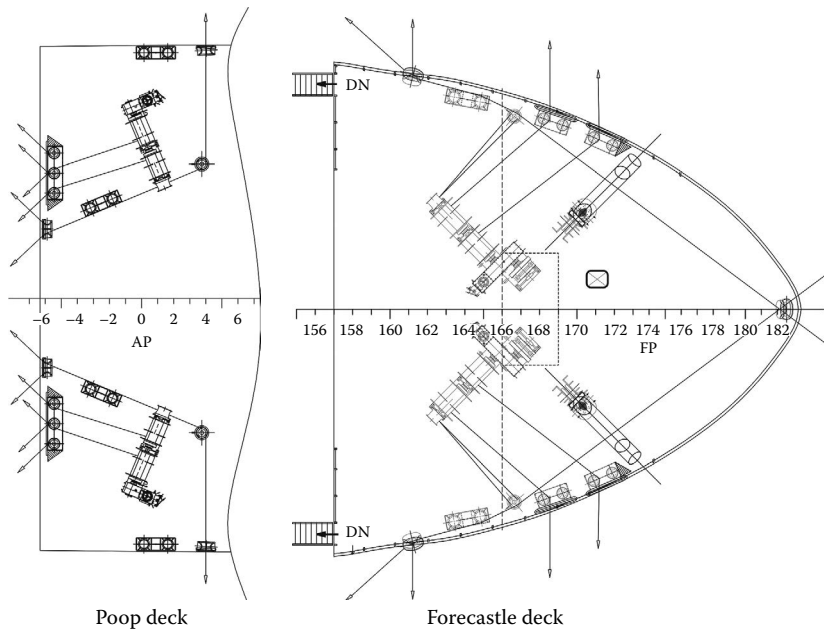 DN
−6 −4 −2 0 2 4 6
AP
156 158 160 162 164 166 168 170 172 174 176 178 180 182
FP
DN
Poop deck
Forecastle deck